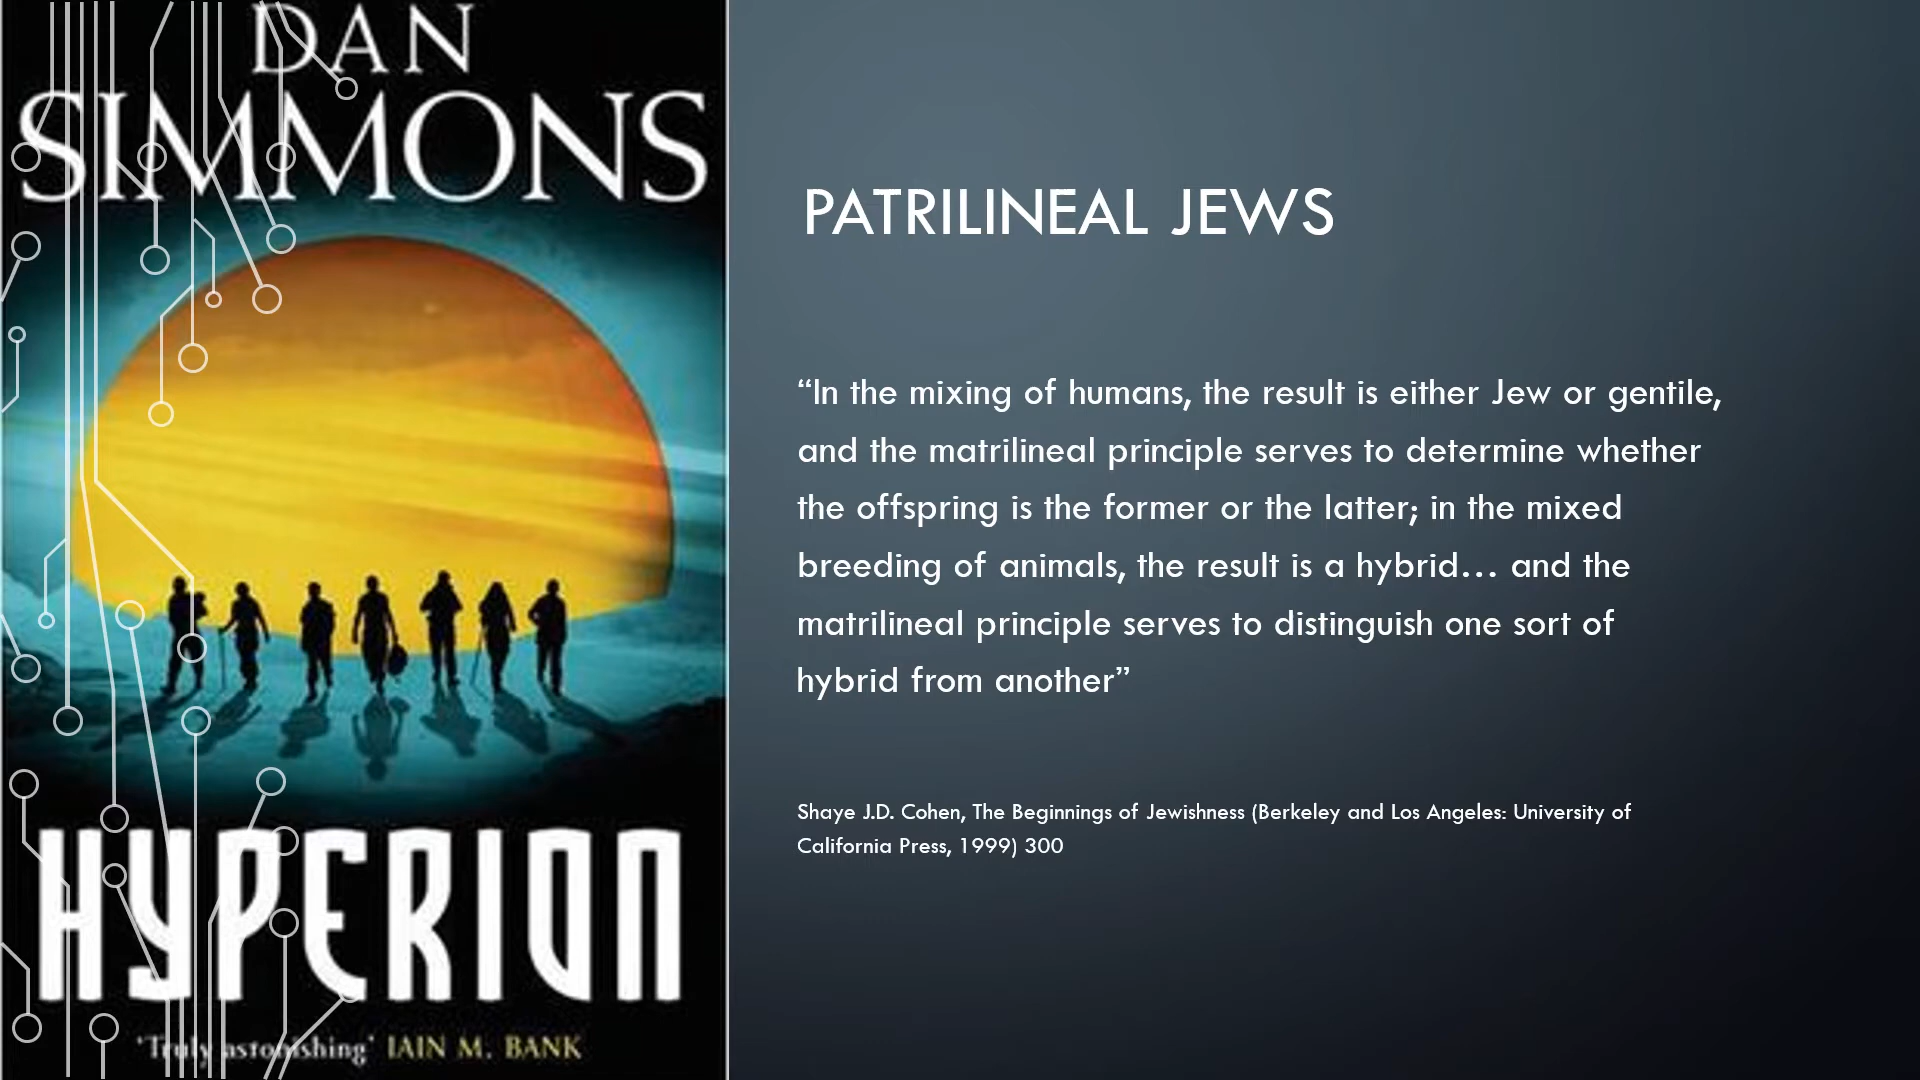 DAN
SIMMONS
HYPERION
'Truly astonishing' IAIN M. BANK
PATRILINEAL JEWS
“In the mixing of humans, the result is either Jew or gentile,
and the matrilineal principle serves to determine whether
the offspring is the former or the latter; in the mixed
breeding of animals, the result is a hybrid… and the
matrilineal principle serves to distinguish one sort of
hybrid from another”
Shaye J.D. Cohen, The Beginnings of Jewishness (Berkeley and Los Angeles: University of
California Press, 1999) 300